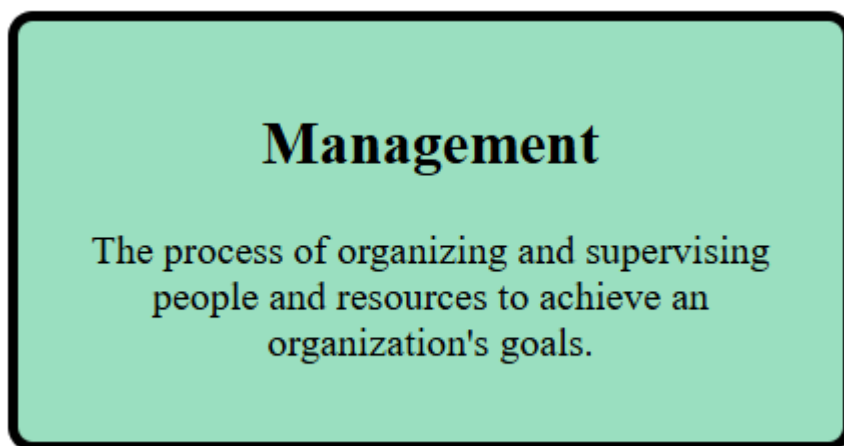 Management
The process of organizing and supervising
people and resources to achieve an
organization's goals.